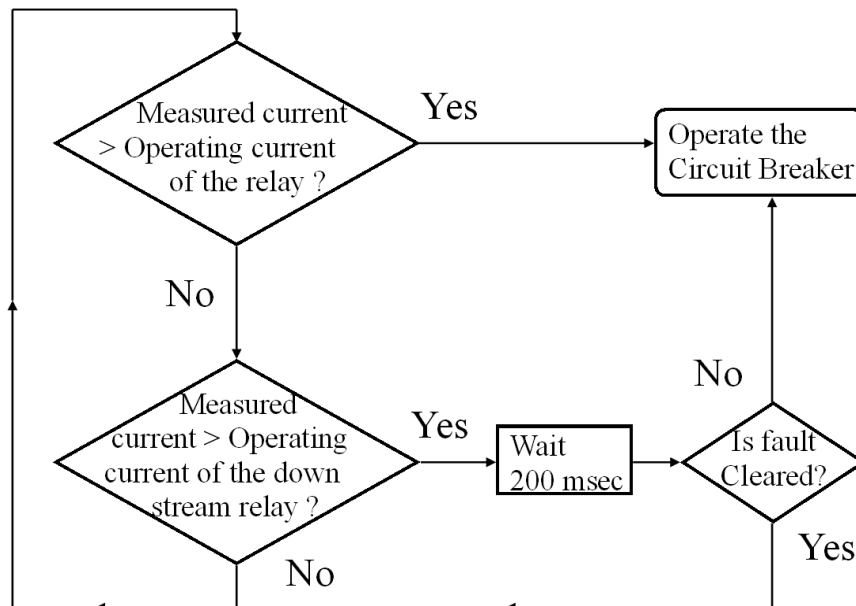 Measured current
> Operating current
of the relay ?
Yes
Operate the
Circuit Breaker
No
Measured
current > Operating
current of the down
stream relay ?
Yes
Wait
200 msec
No
Is fault
Cleared?
Yes
No